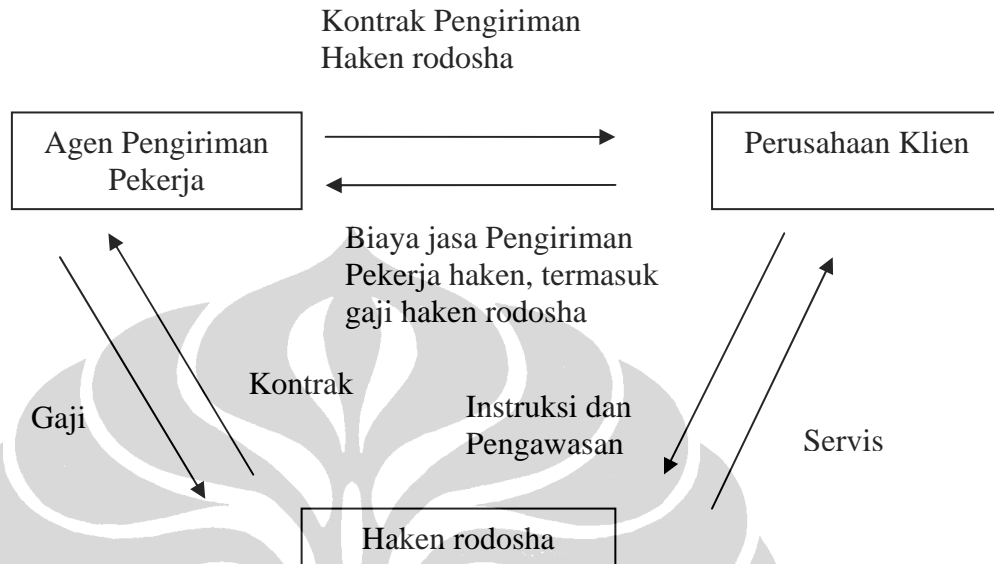 Kontrak Pengiriman
Haken rodosha
Agen Pengiriman
Pekerja
Perusahaan Klien
Biaya jasa Pengiriman
Pekerja haken, termasuk
gaji haken rodosha
Gaji
Kontrak
Instruksi dan
Pengawasan
Servis
Haken rodosha